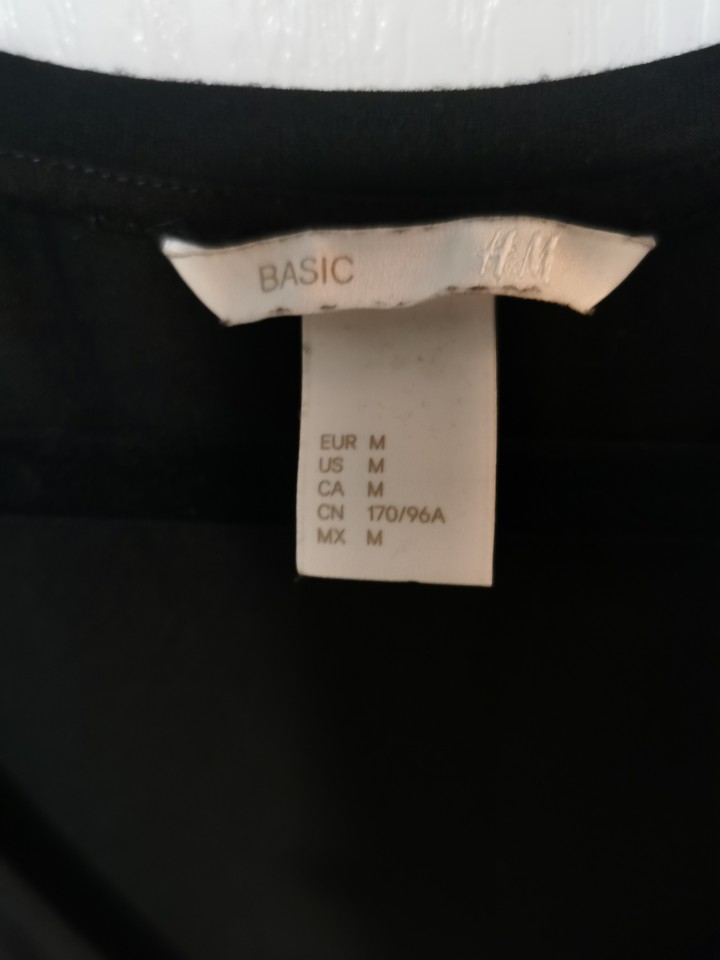 BASIC H&M
EUR M
US M
CA M
CN 170/96A
MX M